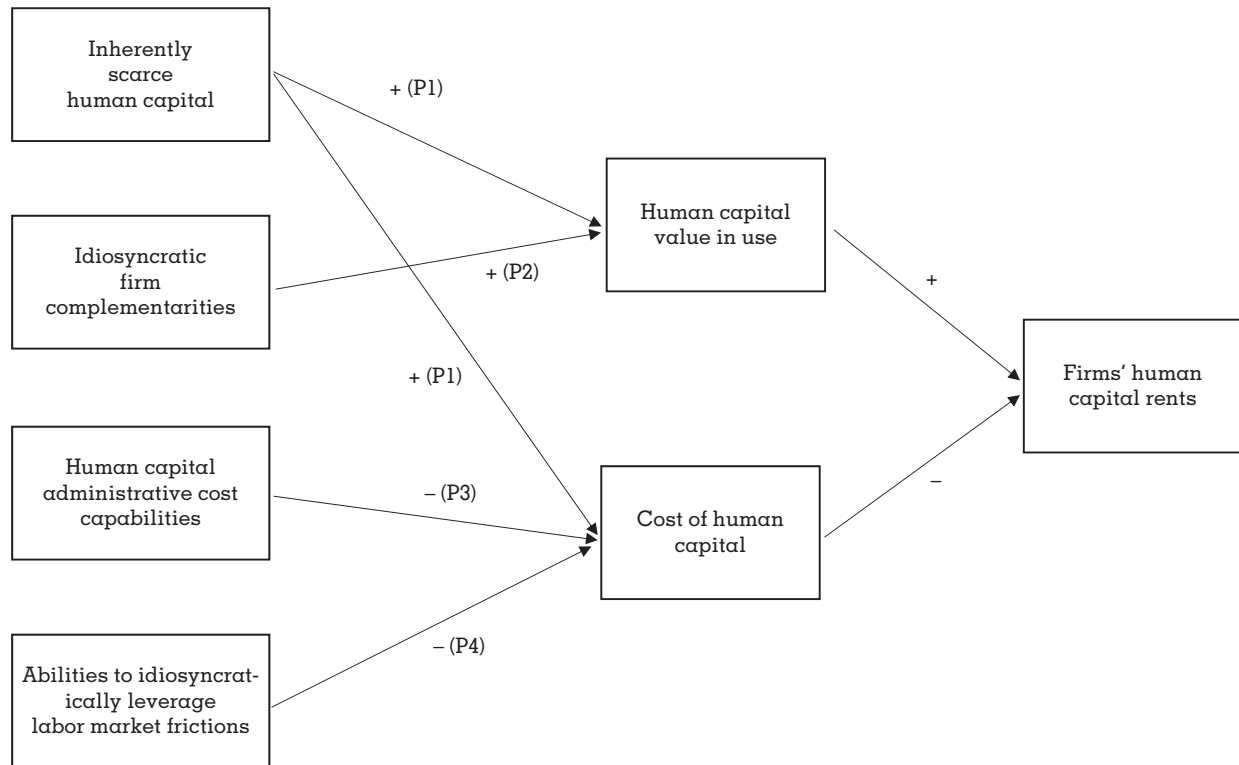 Inherently
scarce
human capital
+ (P1)
Human capital
value in use
Idiosyncratic
firm
complementarities
+ (P2)
+
Firms’ human
capital rents
+ (P1)
Human capital
administrative cost
capabilities
– (P3)
Cost of human
capital
–
– (P4)
Abilities to idiosyncrat-
ically leverage
labor market frictions